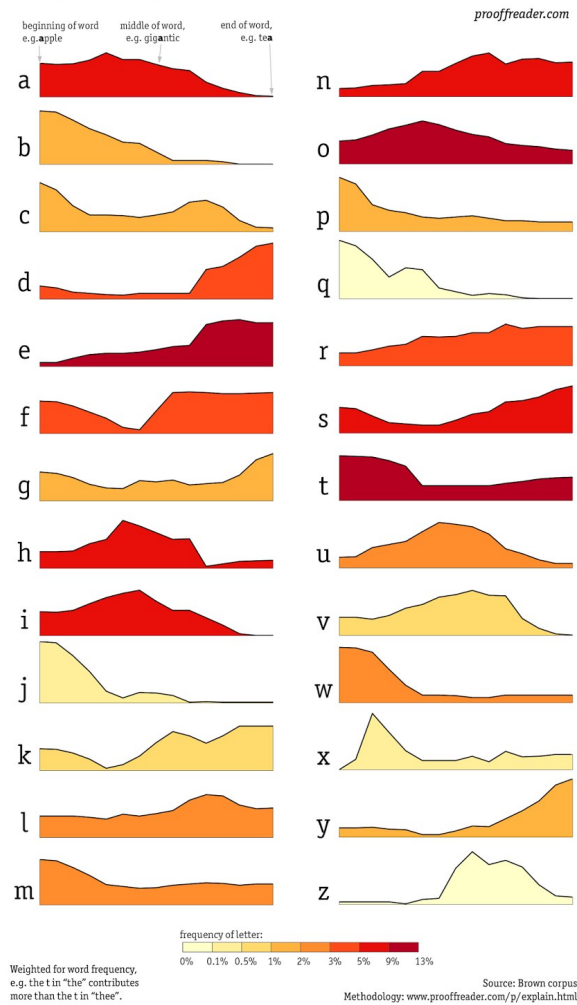 prooffreader.com
beginning of word
e.g.apple
middle of word,
e.g. gigantic
end of word,
e.g. tea
a
b
c
d
e
f
g
h
i
j
k
l
m
n
o
p
q
r
s
t
u
v
w
x
y
z
frequency of letter:
0% 0.1% 0.5% 1% 2% 3% 5% 9% 13%
Weighted for word frequency,
e.g. the t in "the" contributes
more than the t in "thee".
Source: Brown corpus
Methodology: www.prooffreader.com/p/explain.html